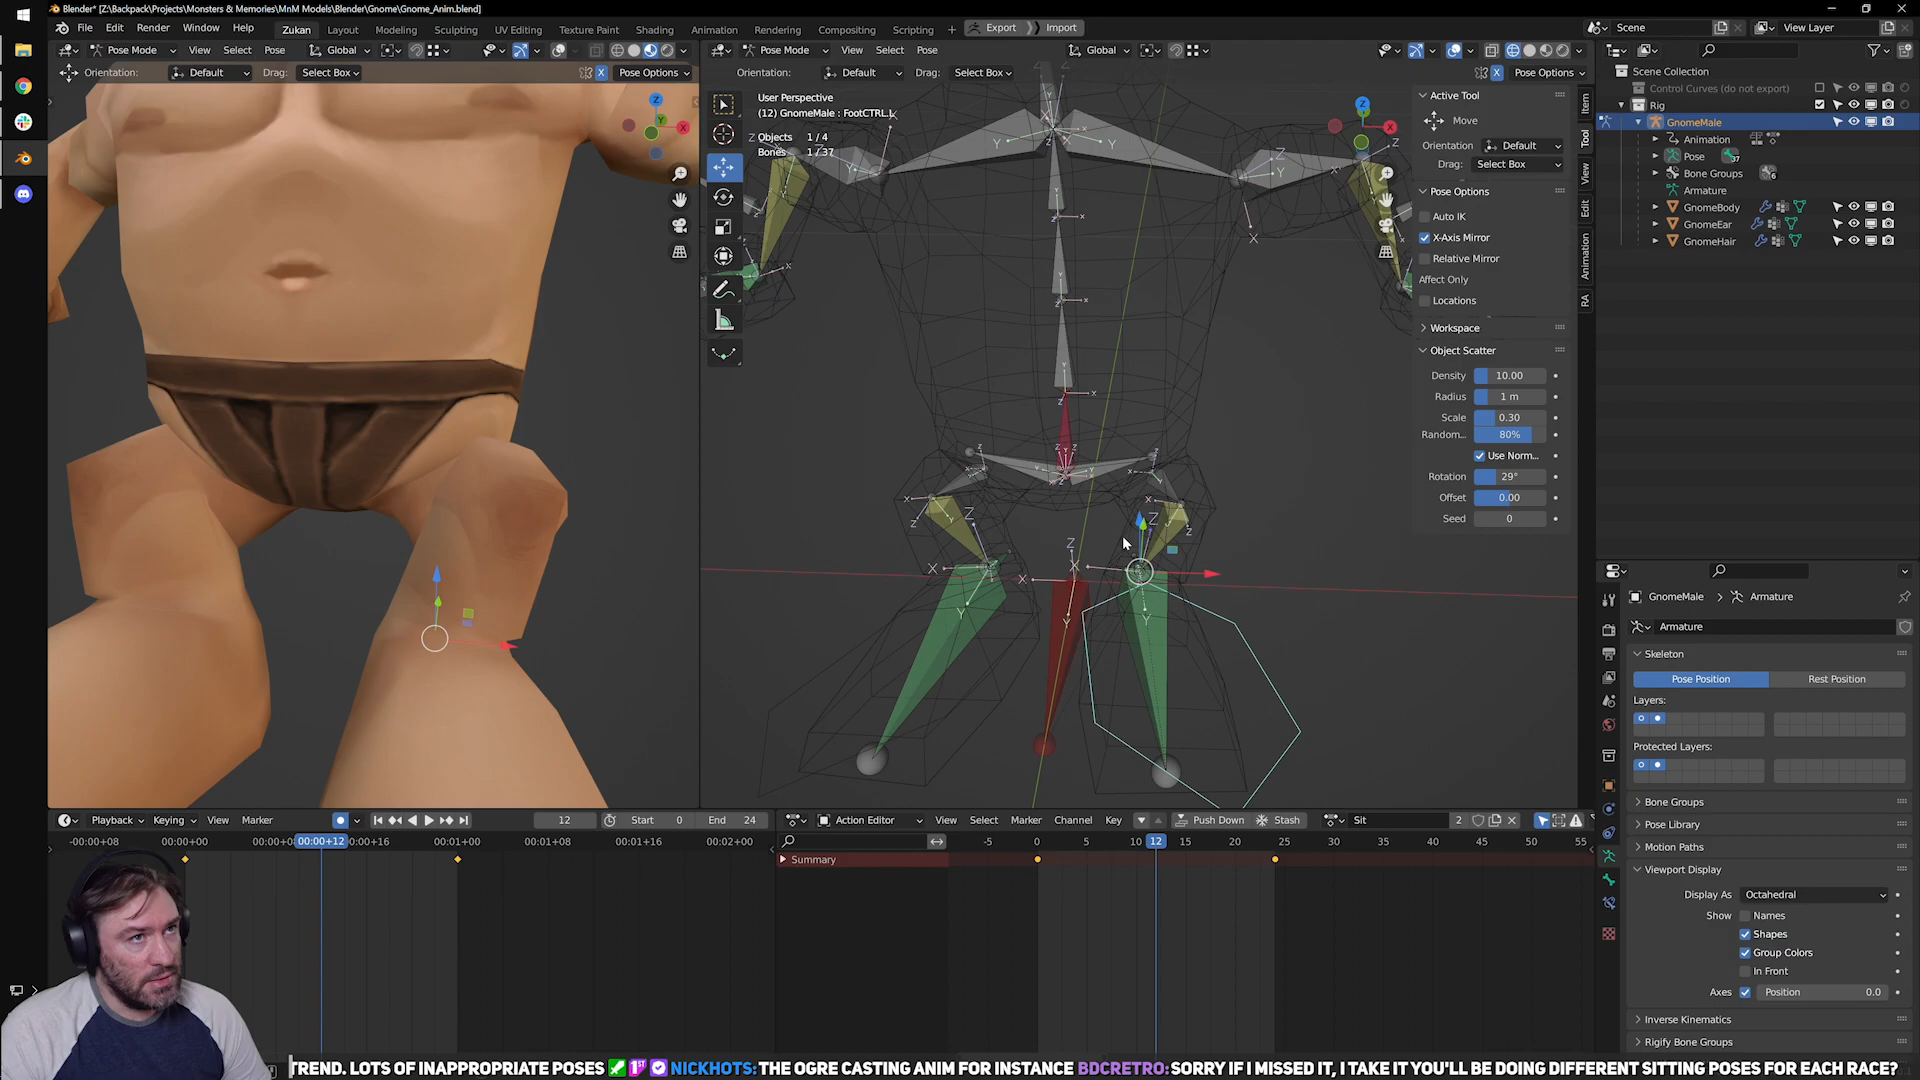 Blender* [Z:\Backpack\Projects\Monsters & Memories\MnM Models\Blender\Gnome\Gnome_Anim.blend]
File Edit Render Window Help Zukan Layout Modeling Sculpting UV Editing Texture Paint Shading Animation Rendering Compositing Scripting + Export Import Scene View Layer
Pose Mode View Select Pose Global
Pose Mode View Select Pose Global
Orientation: Default Drag: Select Box X Pose Options
Orientation: Default Drag: Select Box X Pose Options
Scene Collection
Control Curves (do not export)
Rig
GnomeMale
Animation
Pose 37
Bone Groups 6
Armature
GnomeBody
GnomeEar
GnomeHair
User Perspective
(12) GnomeMale : FootCTRL.L
Objects 1/4
Bones 1/37
Active Tool
Move
Orientation Default
Drag: Select Box
Pose Options
Auto IK
X-Axis Mirror
Relative Mirror
Affect Only
Locations
Workspace
Object Scatter
Density 10.00
Radius 1 m
Scale 0.30
Random... 80%
Use Norm...
Rotation 29°
Offset 0.00
Seed 0
Item
Tool
View
Edit
Animation
RA
GnomeMale > Armature
Armature
Skeleton
Pose Position Rest Position
Layers:
Protected Layers:
Bone Groups
Pose Library
Motion Paths
Viewport Display
Display As Octahedral
Show Names
Shapes
Group Colors
In Front
Axes Position 0.0
Inverse Kinematics
Rigify Bone Groups
Playback Keying View Marker 12 Start 0 End 24
-00:00+08 00:00+00 00:00+0 00:00+12 0:00+16 00:01+00 00:01+08 00:01+16 00:02+00
Action Editor View Select Marker Channel Key Push Down Stash Sit 2
-5 0 5 10 12 15 20 25 30 35 40 45 50 55
Summary
TREND. LOTS OF INAPPROPRIATE POSES 1ST NICKHOTS: THE OGRE CASTING ANIM FOR INSTANCE BDCRETRO: SORRY IF I MISSED IT, I TAKE IT YOU'LL BE DOING DIFFERENT SITTING POSES FOR EACH RACE?